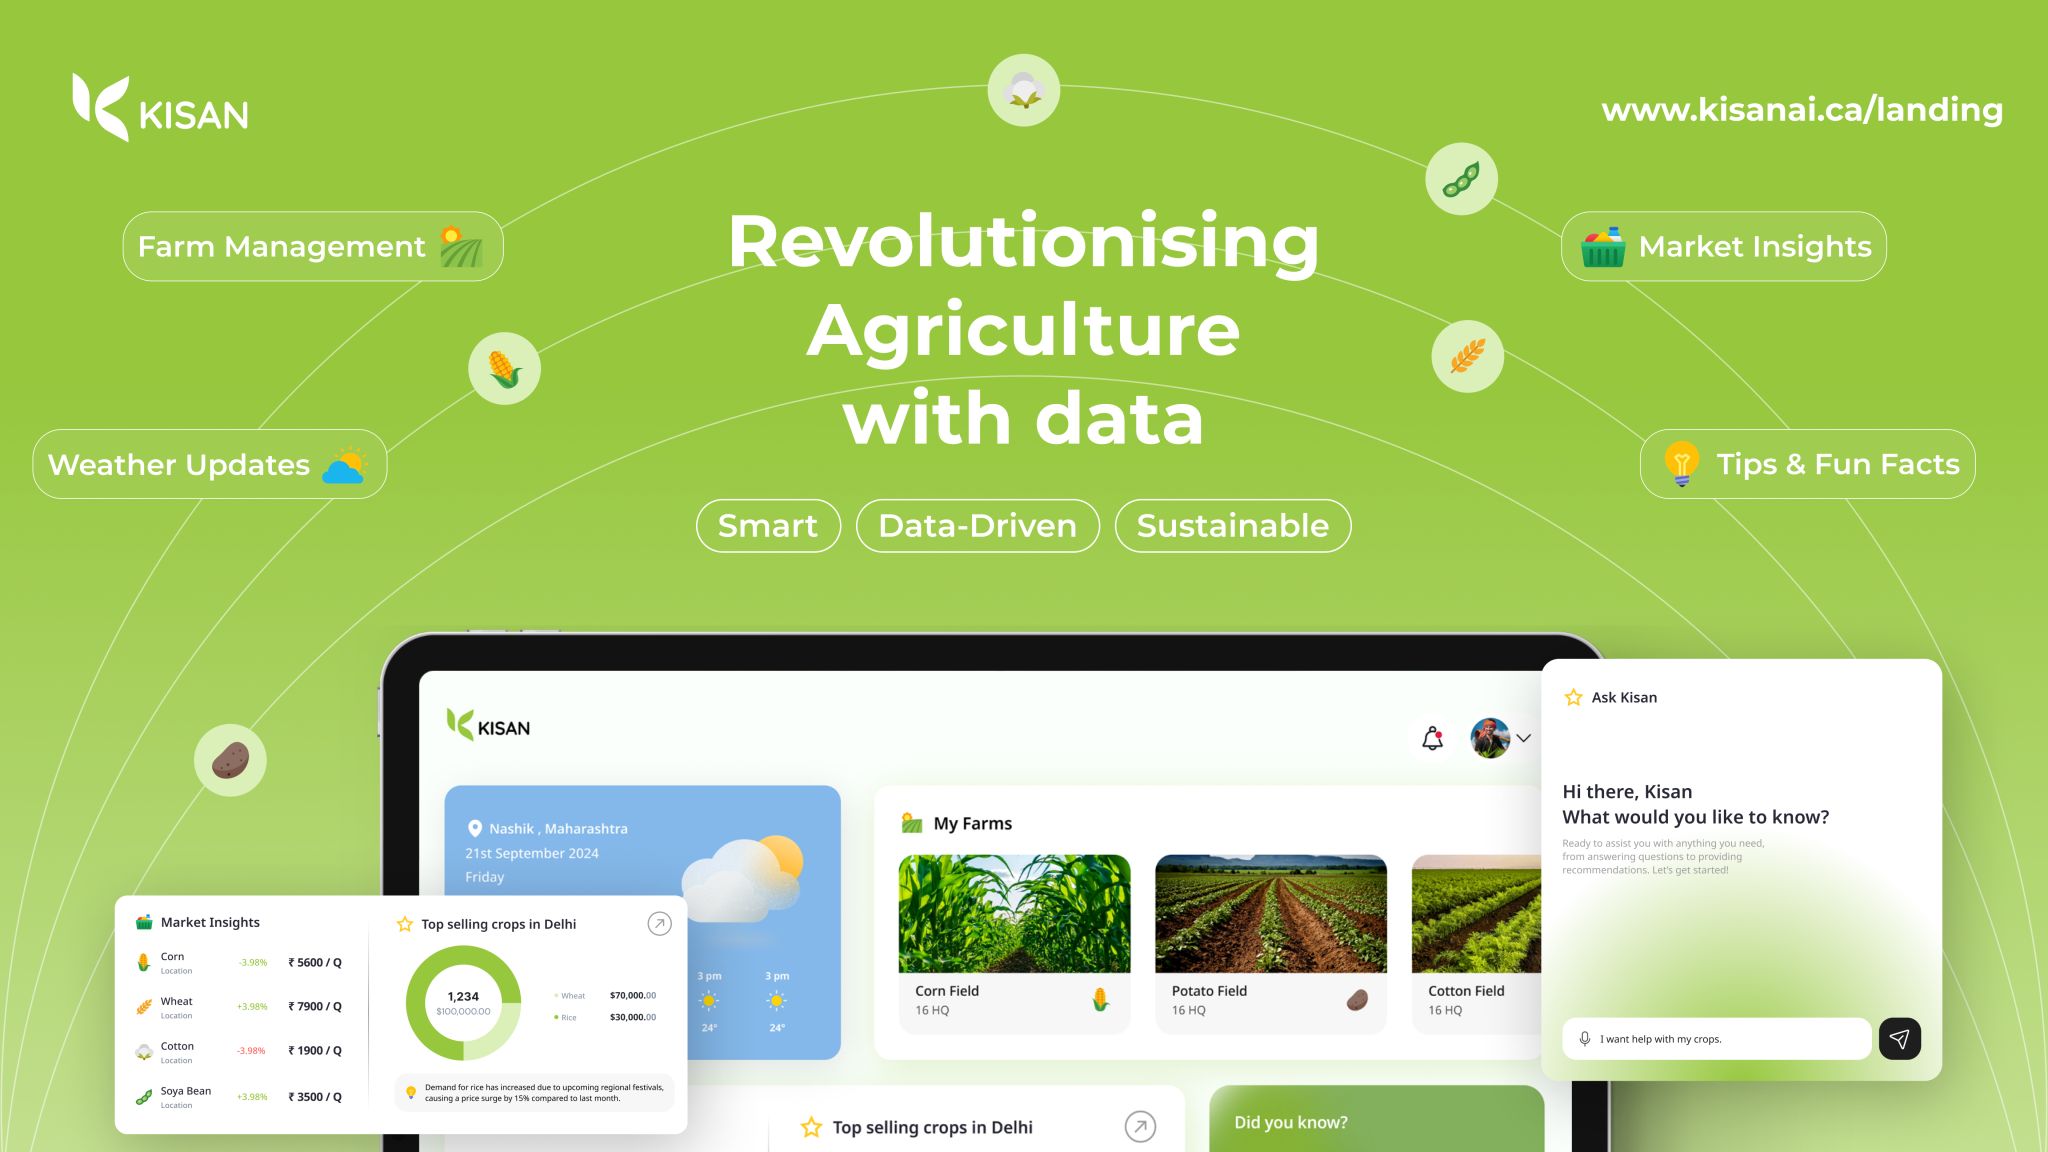 KISAN
www.kisanai.ca/landing
Farm Management
Market Insights
Weather Updates
Tips & Fun Facts
Revolutionising
Agriculture
with data
Smart
Data-Driven
Sustainable
KISAN
Nashik , Maharashtra
21st September 2024
Friday
3 pm
3 pm
24°
24°
My Farms
Corn Field
16 HQ
Potato Field
16 HQ
Cotton Field
16 HQ
Ask Kisan
Hi there, Kisan
What would you like to know?
Ready to assist you with anything you need,
from answering questions to providing
recommendations. Let's get started!
I want help with my crops.
Market Insights
Corn
Location
-3.98%
₹ 5600 / Q
Wheat
Location
+3.98%
₹ 7900 / Q
Cotton
Location
-3.98%
₹ 1900 / Q
Soya Bean
Location
+3.98%
₹ 3500 / Q
Top selling crops in Delhi
1,234
$100,000.00
Wheat
$70,000.00
Rice
$30,000.00
Demand for rice has increased due to upcoming regional festivals,
causing a price surge by 15% compared to last month.
Top selling crops in Delhi
Did you know?